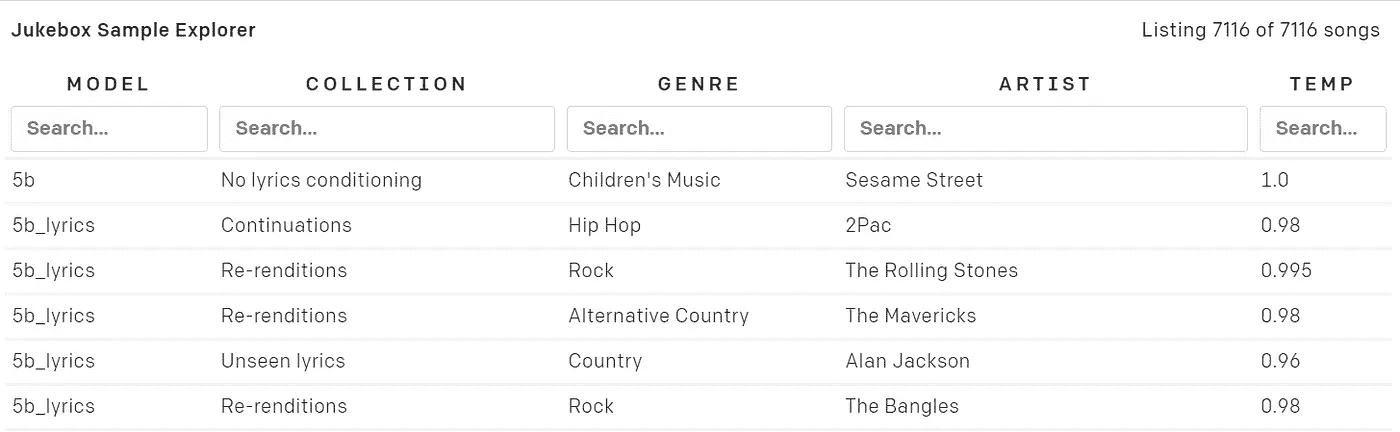 Jukebox Sample Explorer Listing 7116 of 7116 songs
MODEL COLLECTION GENRE ARTIST TEMP
Search... Search... Search... Search... Search...
5b No lyrics conditioning Children's Music Sesame Street 1.0
5b_lyrics Continuations Hip Hop 2Pac 0.98
5b_lyrics Re-renditions Rock The Rolling Stones 0.995
5b_lyrics Re-renditions Alternative Country The Mavericks 0.98
5b_lyrics Unseen lyrics Country Alan Jackson 0.96
5b_lyrics Re-renditions Rock The Bangles 0.98